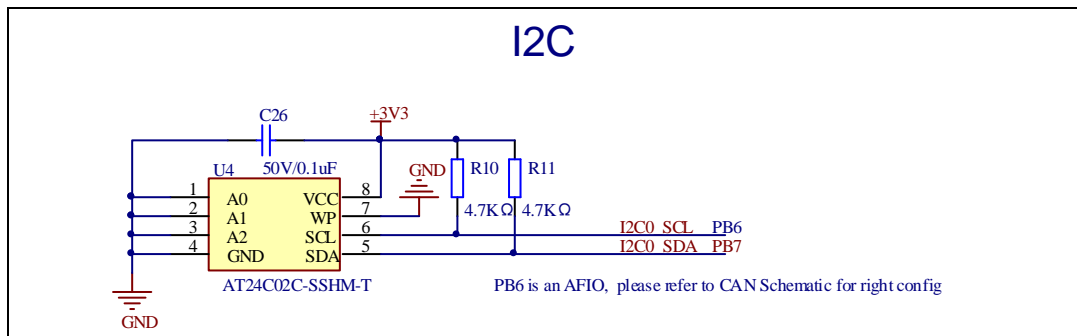 I2C
+3V3
C26
50V/0.1uF
U4
GND
R10
R11
4.7KΩ
4.7KΩ
1
A0
VCC
8
2
A1
WP
7
3
A2
SCL
6
4
GND
SDA
5
I2C0_SCL
PB6
I2C0_SDA
PB7
AT24C02C-SSHM-T
PB6 is an AFIO, please refer to CAN Schematic for right config
GND